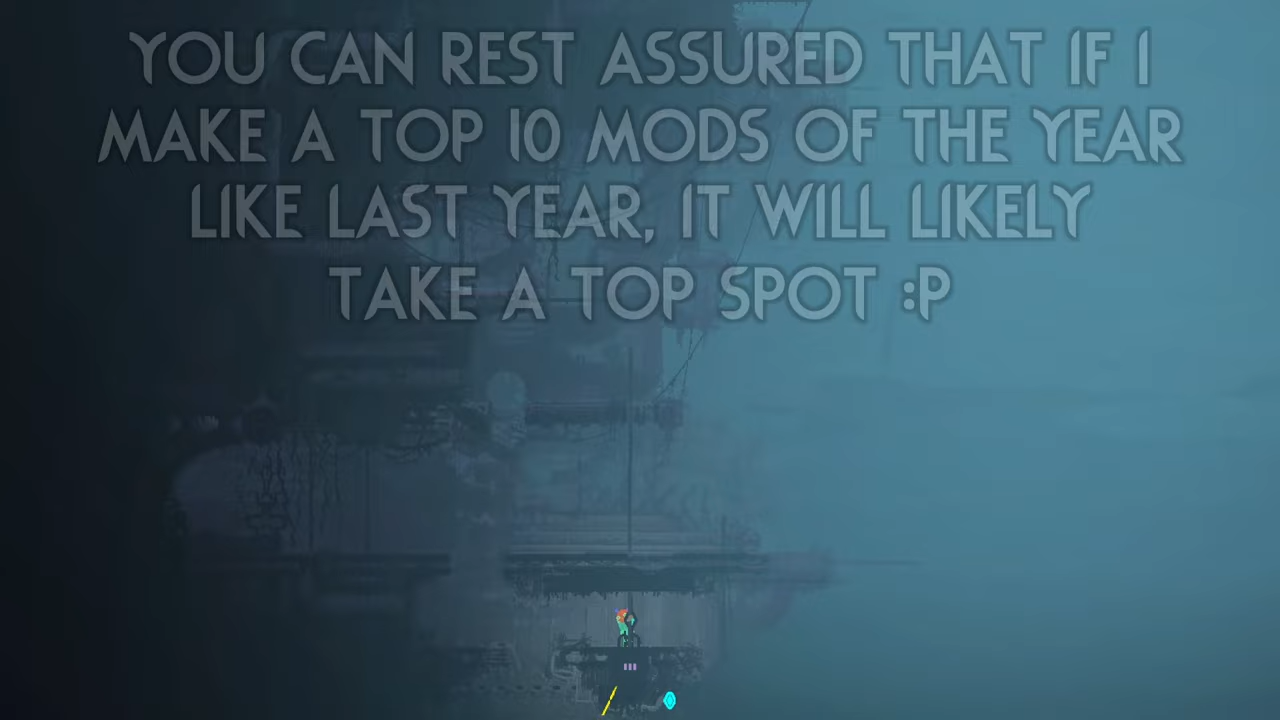 YOU CAN REST ASSURED THAT IF I
MAKE A TOP 10 MODS OF THE YEAR
LIKE LAST YEAR, IT WILL LIKELY
TAKE A TOP SPOT :P